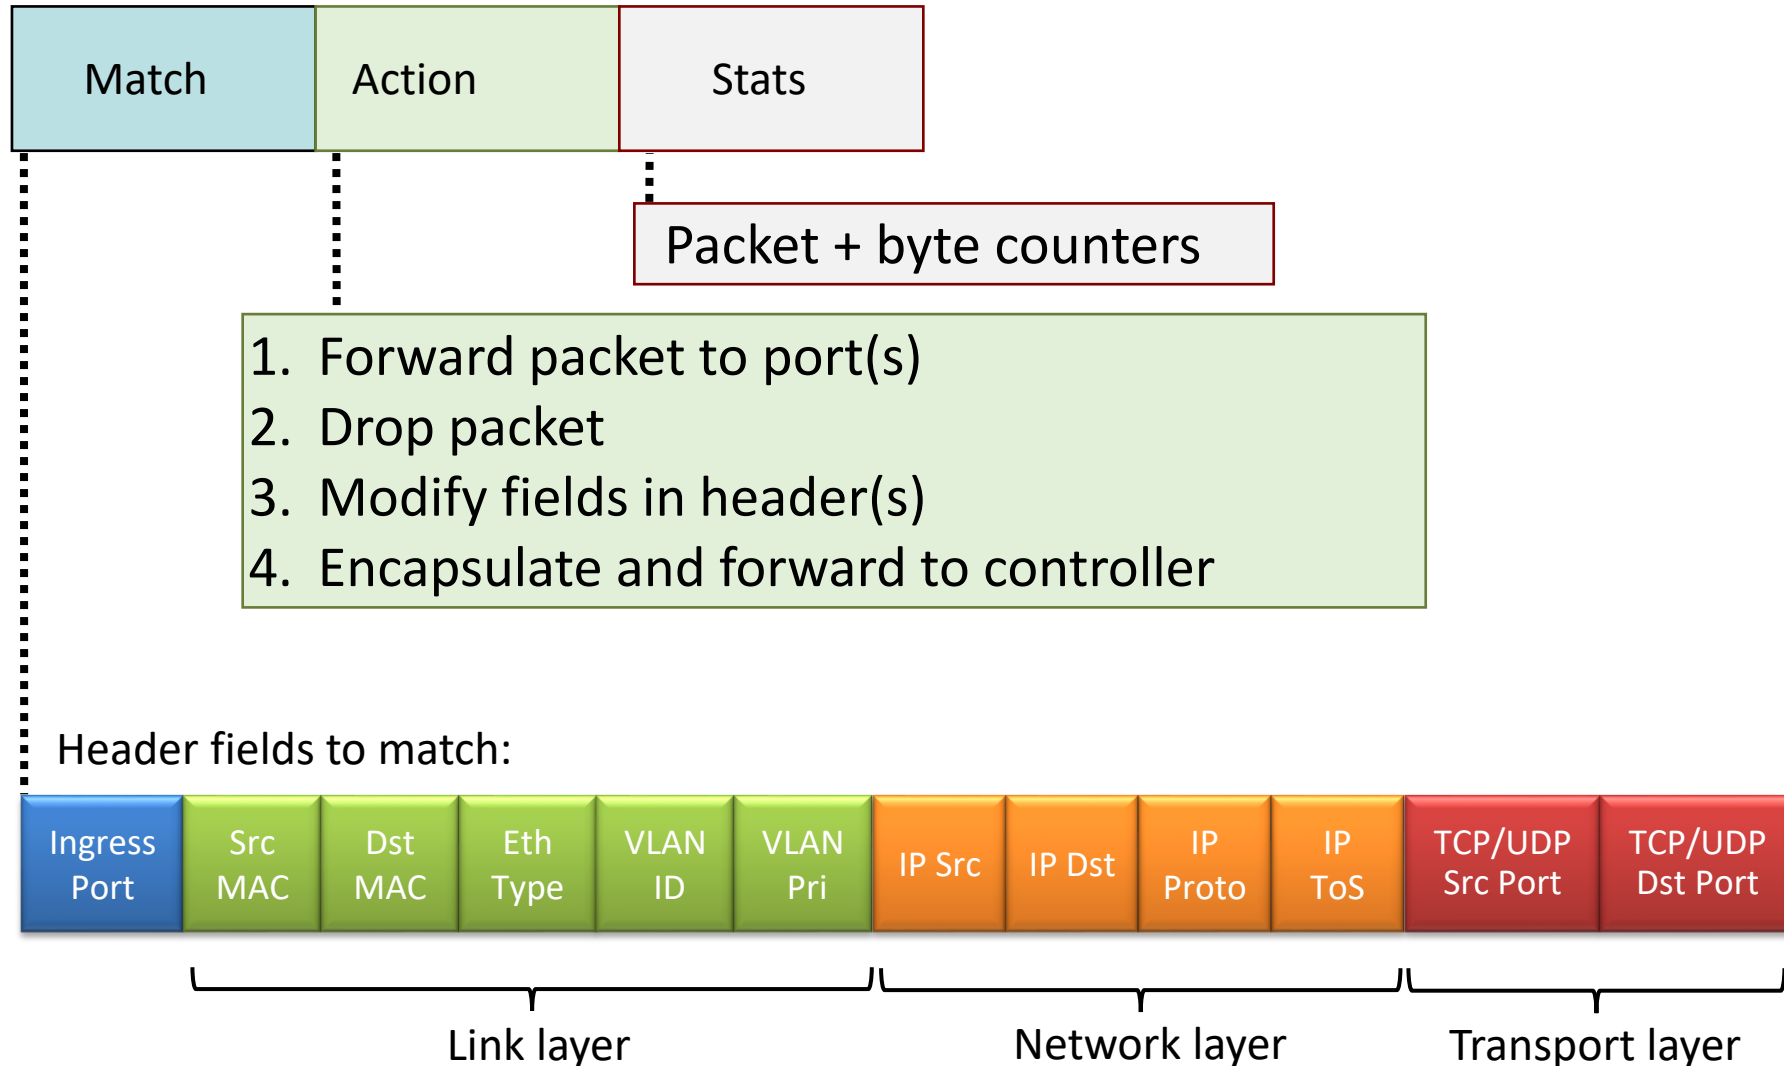 Match Action Stats
Packet + byte counters
1. Forward packet to port(s)
2. Drop packet
3. Modify fields in header(s)
4. Encapsulate and forward to controller
Header fields to match:
Ingress Port
Src MAC
Dst MAC
Eth Type
VLAN ID
VLAN Pri
IP Src
IP Dst
IP Proto
IP ToS
TCP/UDP Src Port
TCP/UDP Dst Port
Link layer
Network layer
Transport layer